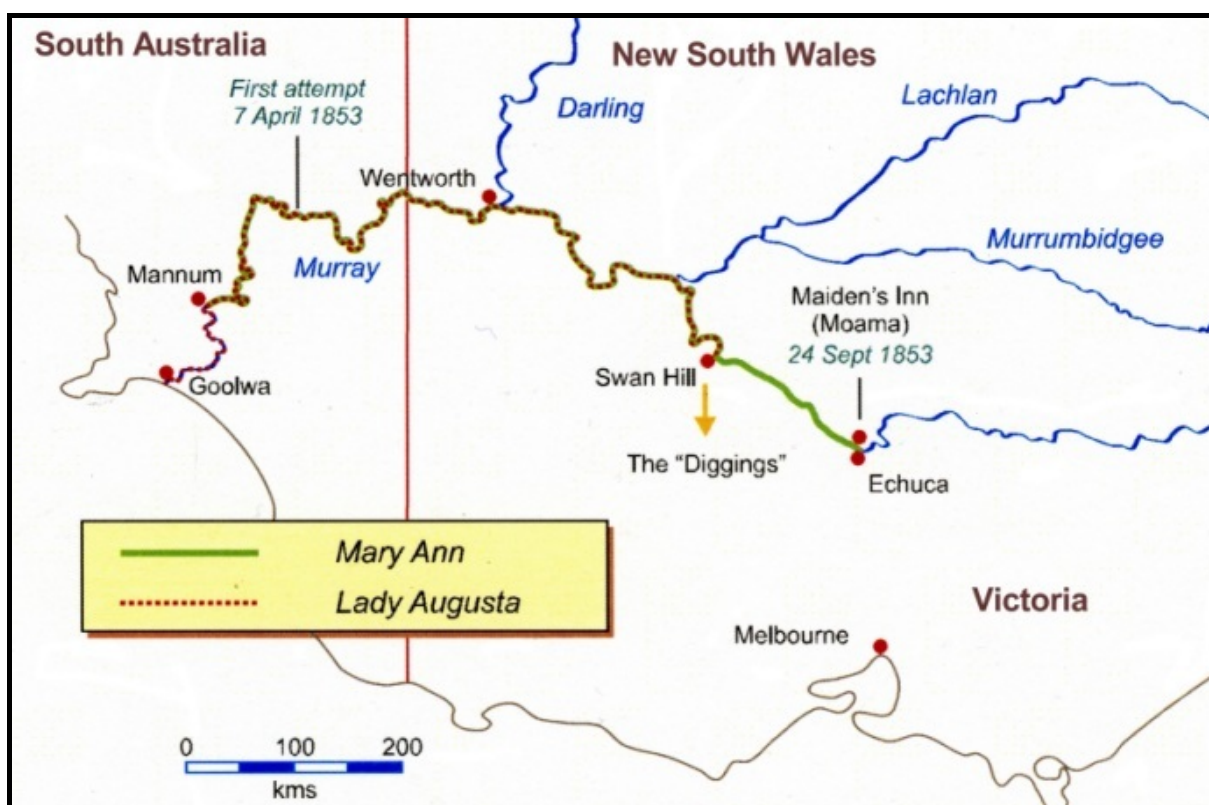 South Australia
New South Wales
First attempt
7 April 1853
Darling
Lachlan
Wentworth
Murrumbidgee
Mannum
Murray
Maiden's Inn
(Moama)
24 Sept 1853
Goolwa
Swan Hill
The "Diggings"
Echuca
Mary Ann
Lady Augusta
Victoria
Melbourne
0 100 200
kms